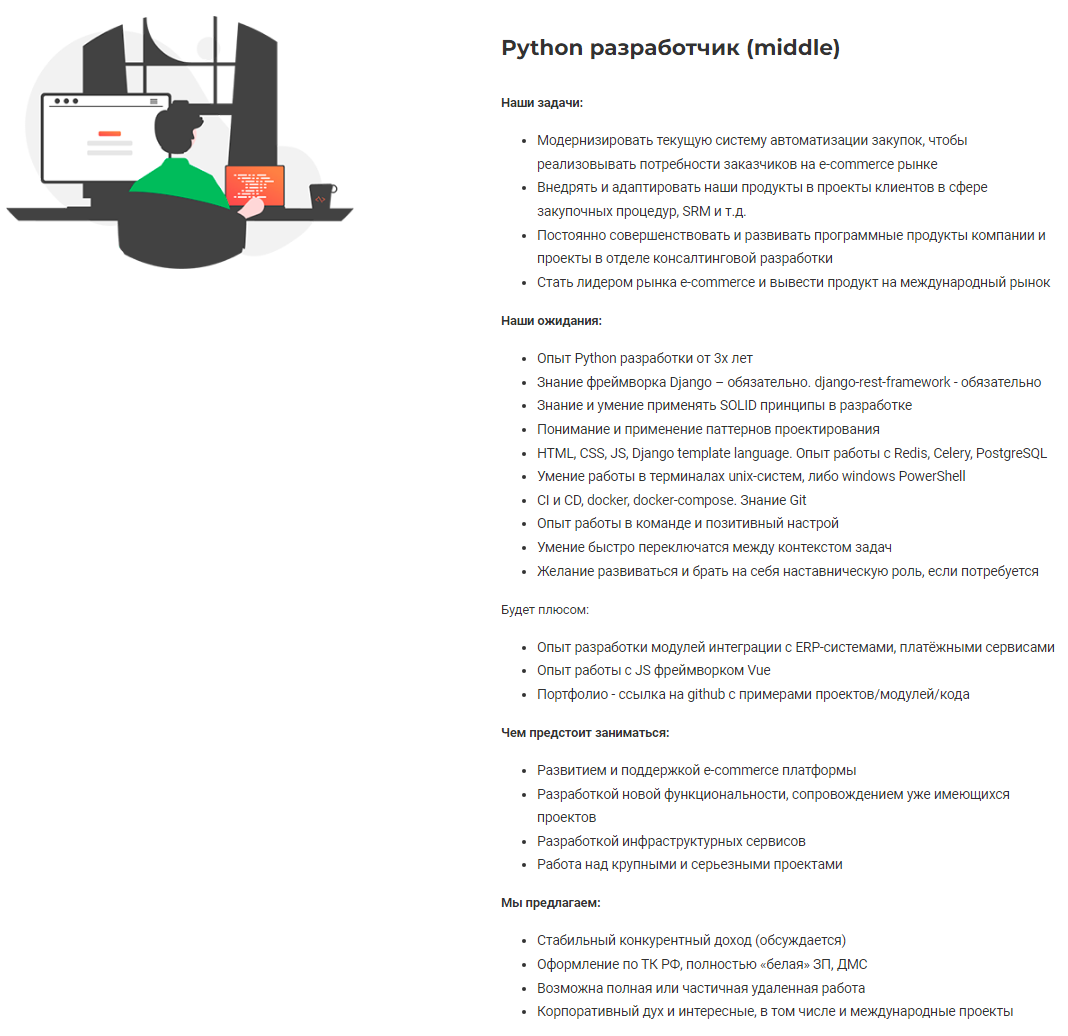 Python разработчик (middle)
Наши задачи:
• Модернизировать текущую систему автоматизации закупок, чтобы
реализовывать потребности заказчиков на e-commerce рынке
• Внедрять и адаптировать наши продукты в проекты клиентов в сфере
закупочных процедур, SRM и т.д.
• Постоянно совершенствовать и развивать программные продукты компании и
проекты в отделе консалтинговой разработки
• Стать лидером рынка e-commerce и вывести продукт на международный рынок
Наши ожидания:
• Опыт Python разработки от 3х лет
• Знание фреймворка Django – обязательно. django-rest-framework - обязательно
• Знание и умение применять SOLID принципы в разработке
• Понимание и применение паттернов проектирования
• HTML, CSS, JS, Django template language. Опыт работы с Redis, Celery, PostgreSQL
• Умение работы в терминалах unix-систем, либо windows PowerShell
• CI и CD, docker, docker-compose. Знание Git
• Опыт работы в команде и позитивный настрой
• Умение быстро переключатся между контекстом задач
• Желание развиваться и брать на себя наставническую роль, если потребуется
Будет плюсом:
• Опыт разработки модулей интеграции с ERP-системами, платёжными сервисами
• Опыт работы с JS фреймворком Vue
• Портфолио - ссылка на github с примерами проектов/модулей/кода
Чем предстоит заниматься:
• Развитием и поддержкой e-commerce платформы
• Разработкой новой функциональности, сопровождением уже имеющихся
проектов
• Разработкой инфраструктурных сервисов
• Работа над крупными и серьезными проектами
Мы предлагаем:
• Стабильный конкурентный доход (обсуждается)
• Оформление по ТК РФ, полностью «белая» ЗП, ДМС
• Возможна полная или частичная удаленная работа
• Корпоративный дух и интересные, в том числе и международные проекты